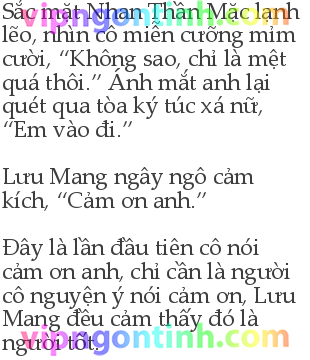 Sắc mặt Nhan Thần Mặc lạnh
lẽo, nhìn cô miễn cưỡng mỉm
cười, “Không sao, chỉ là mệt
quá thôi.” Ánh mắt anh lại
quét qua tòa ký túc xá nữ,
“Em vào đi.”
Lưu Mang ngây ngô cảm
kích, “Cảm ơn anh.”
Đây là lần đầu tiên cô nói
cảm ơn anh, chỉ cần là người
cô nguyện ý nói cảm ơn, Lưu
Mang đều cảm thấy đó là
người tốt.
vipngontinh.com
vipngontinh.com